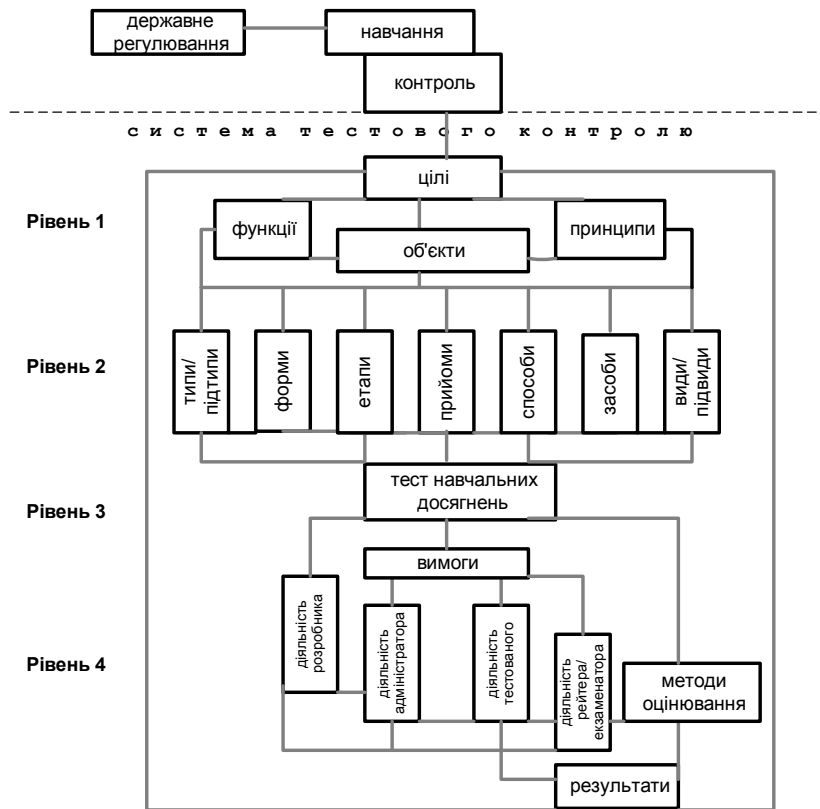 державне
регулювання
навчання
контроль
система тестового контролю
цілі
Рівень 1
функції
принципи
об'єкти
Рівень 2
типи/
підтипи
форми
етапи
прийоми
способи
засоби
види/
підвиди
тест навчальних
досягнень
Рівень 3
вимоги
діяльність
розробника
діяльність
адміністратора
діяльність
тестованого
діяльність
рейтера/
екзаменатора
Рівень 4
методи
оцінювання
результати